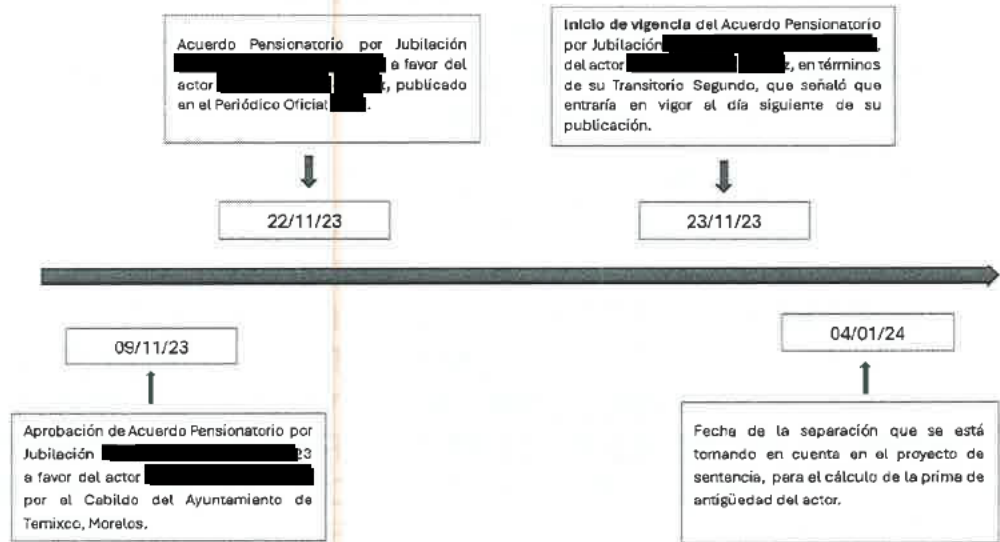 Acuerdo Pensionatorio por Jubilación
a favor del
actor , publicado
en el Periódico Oficial .
Inicio de vigencia del Acuerdo Pensionatorio
por Jubilación ,
del actor z, en términos
de su Transitorio Segundo, que señaló que
entraría en vigor al día siguiente de su
publicación.
22/11/23
23/11/23
09/11/23
04/01/24
Aprobación de Acuerdo Pensionatorio por
Jubilación 23
a favor del actor
por el Cabildo del Ayuntamiento de
Temixco, Morelos.
Fecha de la separación que se está
tomando en cuenta en el proyecto de
sentencia, para el cálculo de la prima de
antigüedad del actor.